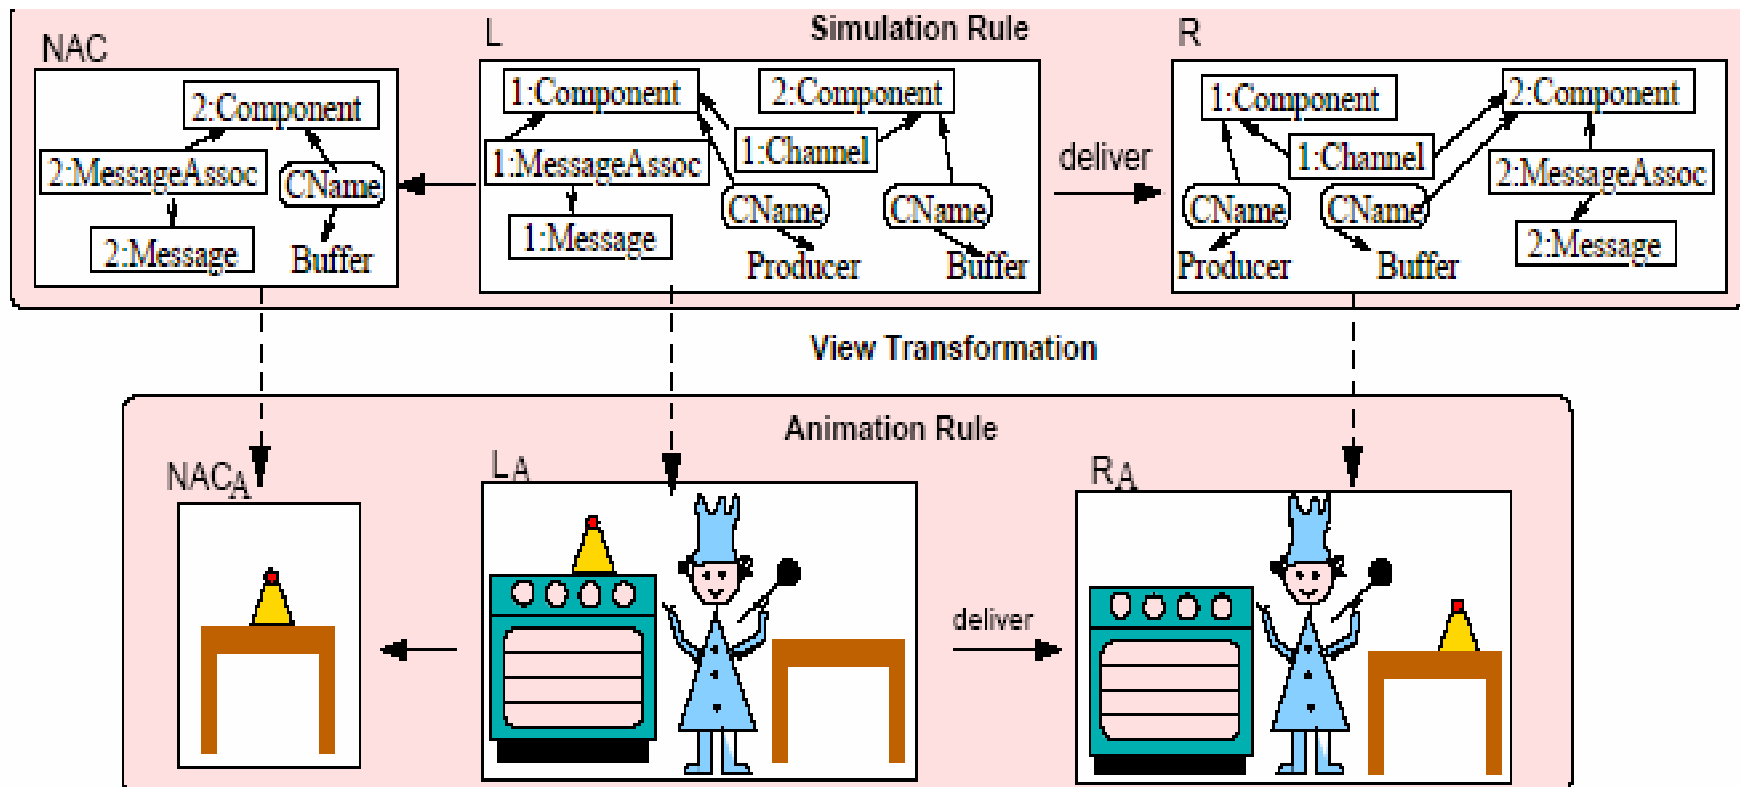 Simulation Rule
NAC
2:Component
2:MessageAssoc
CName
2:Message
Buffer
L
1:Component
2:Component
1:Channel
1:MessageAssoc
CName
CName
1:Message
Producer
Buffer
deliver
R
1:Component
2:Component
1:Channel
2:MessageAssoc
CName
CName
2:Message
Producer
Buffer
View Transformation
Animation Rule
NACA
LA
deliver
RA